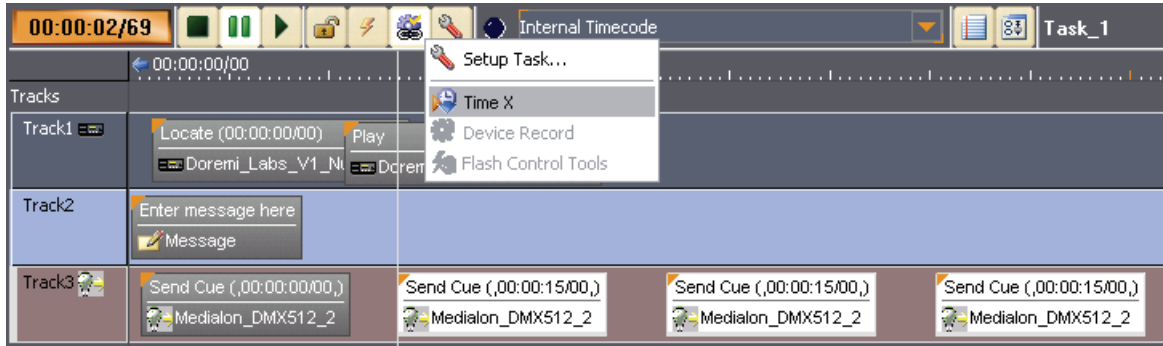 00:00:02/69 Internal Timecode Task_1
00:00:00/00
Setup Task...
Tracks
Time X
Device Record
Flash Control Tools
Track1
Locate (00:00:00/00) Play
Doremi_Labs_V1_Nu Dorem
Track2
Enter message here
Message
Track3
Send Cue (,00:00:00/00,) Send Cue (,00:00:15/00,) Send Cue (,00:00:15/00,) Send Cue (,00:00:15/00,)
Medialon_DMX512_2 Medialon_DMX512_2 Medialon_DMX512_2 Medialon_DMX512_2